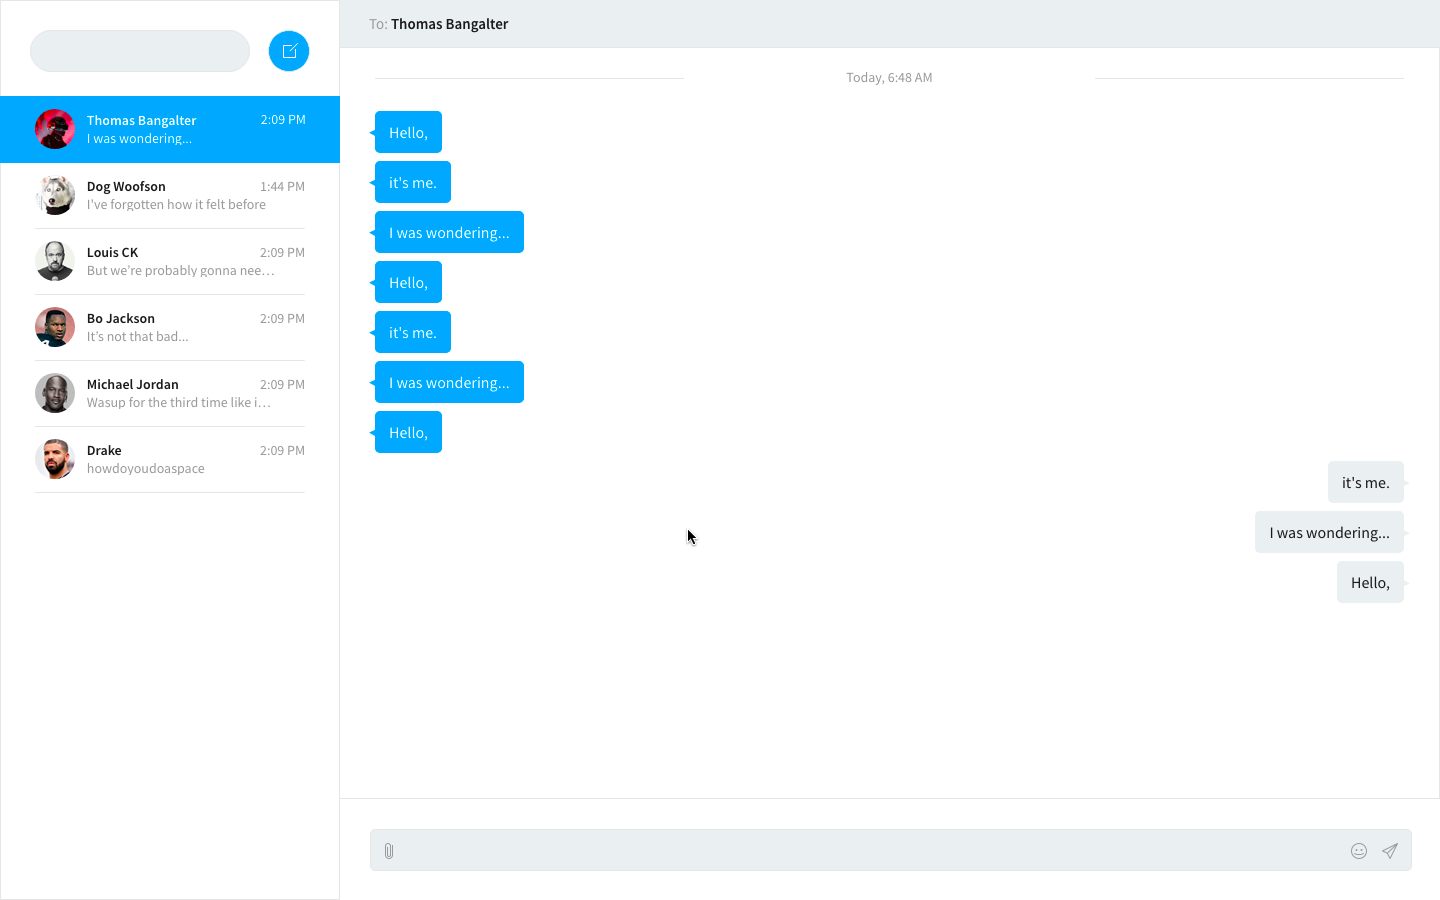 To: Thomas Bangalter
Thomas Bangalter 2:09 PM
I was wondering...
Dog Woofson 1:44 PM
I've forgotten how it felt before
Louis CK 2:09 PM
But we’re probably gonna nee…
Bo Jackson 2:09 PM
It’s not that bad...
Michael Jordan 2:09 PM
Wasup for the third time like i…
Drake 2:09 PM
howdoyoudoaspace
Today, 6:48 AM
Hello,
it's me.
I was wondering...
Hello,
it's me.
I was wondering...
Hello,
it's me.
I was wondering...
Hello,